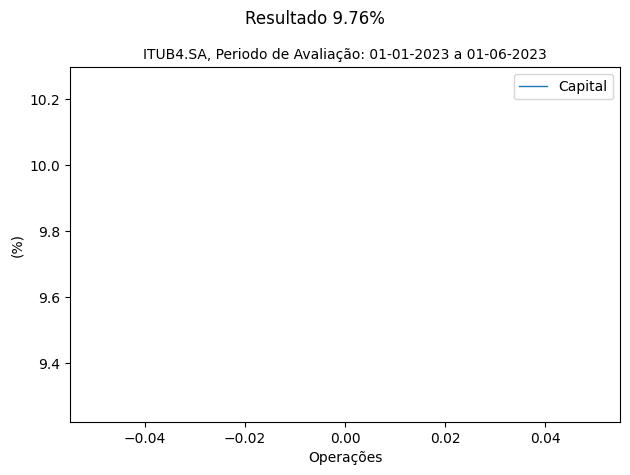 Resultado 9.76%
ITUB4.SA, Periodo de Avaliação: 01-01-2023 a 01-06-2023
Capital
10.2
10.0
9.8
9.6
9.4
(%)
−0.04
−0.02
0.00
0.02
0.04
Operações